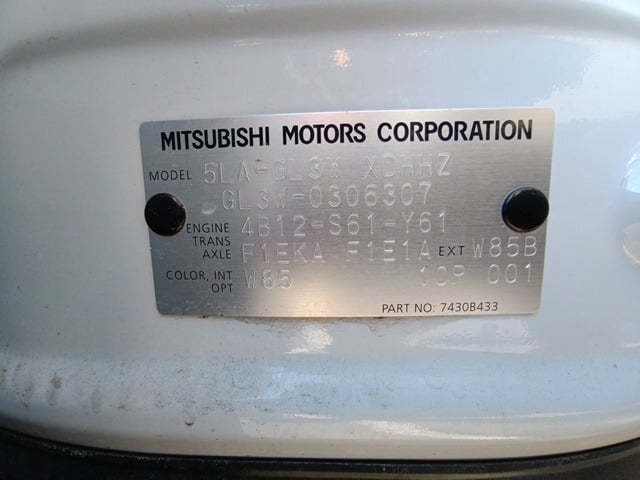 MITSUBISHI MOTORS CORPORATION
MODEL 5LA-GL3W XDHHZ
GL3W-0306307
ENGINE 4B12-S61-Y61
TRANS AXLE F1EKA F1E1A EXT W85B
COLOR, INT OPT W85 10P 001
PART NO: 7430B433